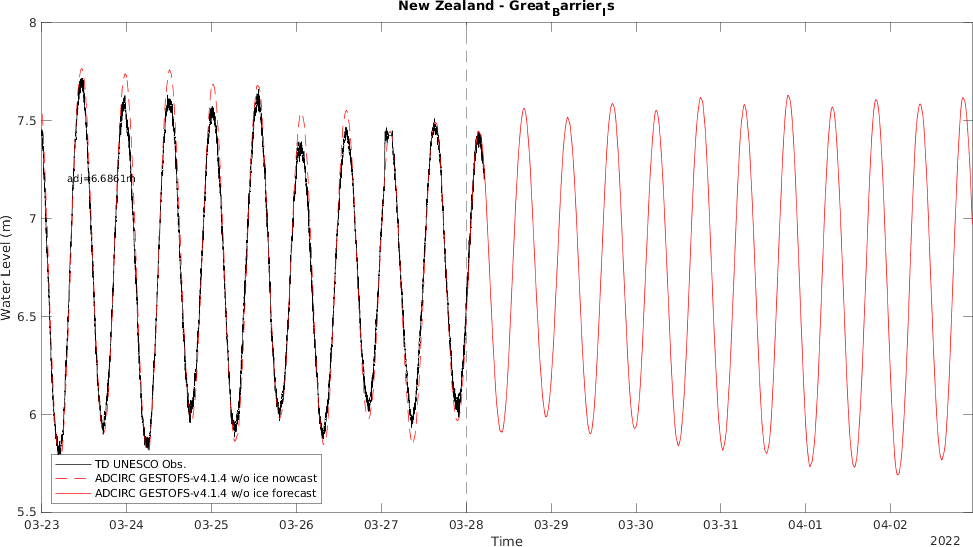 New Zealand - Great Barrier Is
8
7.5
7
6.5
6
5.5
Water Level (m)
adj=6.6861m
TD UNESCO Obs.
ADCIRC GESTOFS-v4.1.4 w/o ice nowcast
ADCIRC GESTOFS-v4.1.4 w/o ice forecast
03-23 03-24 03-25 03-26 03-27 03-28 03-29 03-30 03-31 04-01 04-02
Time
2022